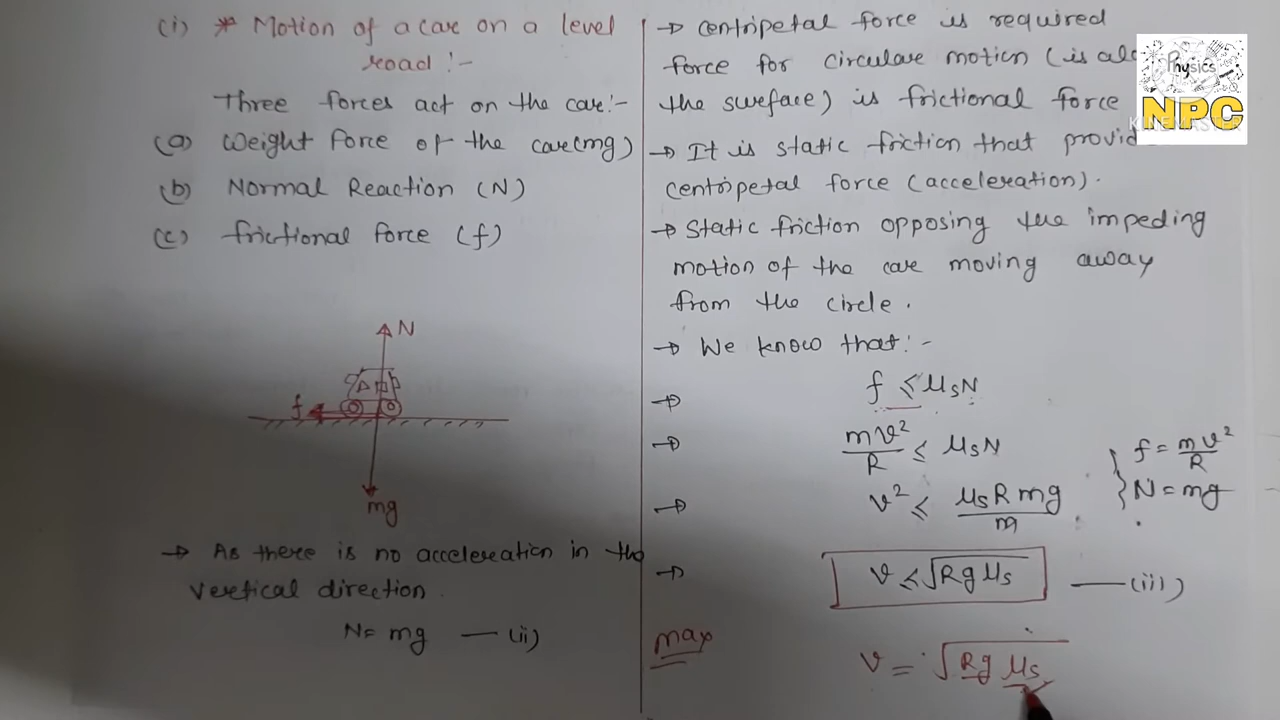 (i) * Motion of a car on a level
road :-
Three forces act on the car :-
(a) Weight force of the car (mg)
(b) Normal Reaction (N)
(c) frictional force (f)
N
f
mg
→ As there is no acceleration in the
vertical direction.
N = mg — (ii)
→ centripetal force is required
force for circular motion (is
the surface) is frictional force
→ It is static friction that
centripetal force (acceleration).
→ Static friction opposing the impeding
motion of the car moving away
from the circle.
→ We know that :-
→ f ≤ μsN
→ mv²/R ≤ μsN } f = mv²/R
→ v² ≤ μsRmg/m } N = mg
→ v ≤ √Rgμs — (iii)
max v = √Rgμs
Physics
NPC